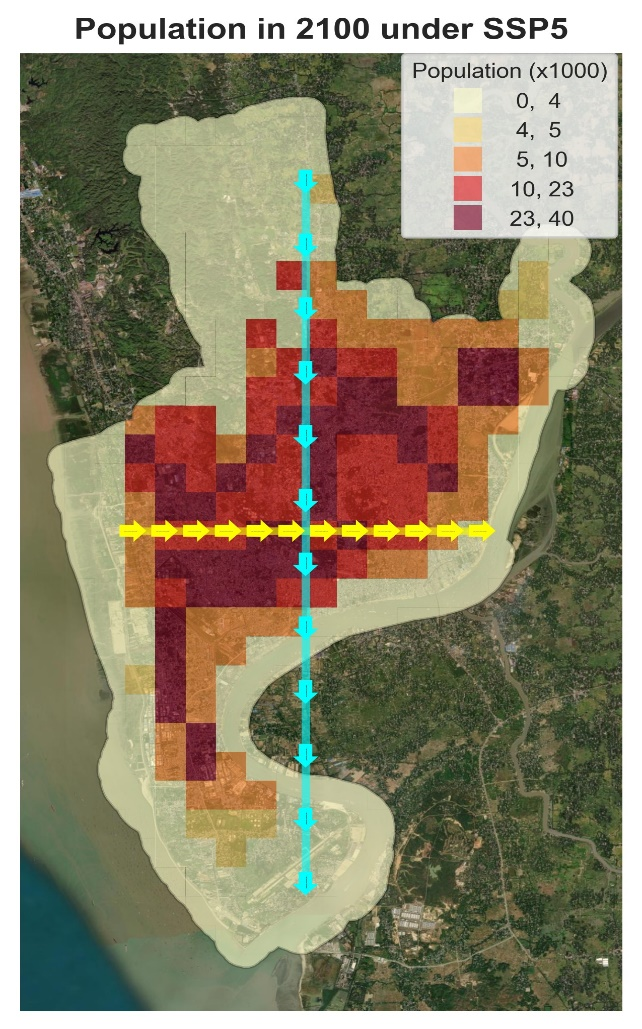 Population in 2100 under SSP5
Population (x1000)
0, 4
4, 5
5, 10
10, 23
23, 40